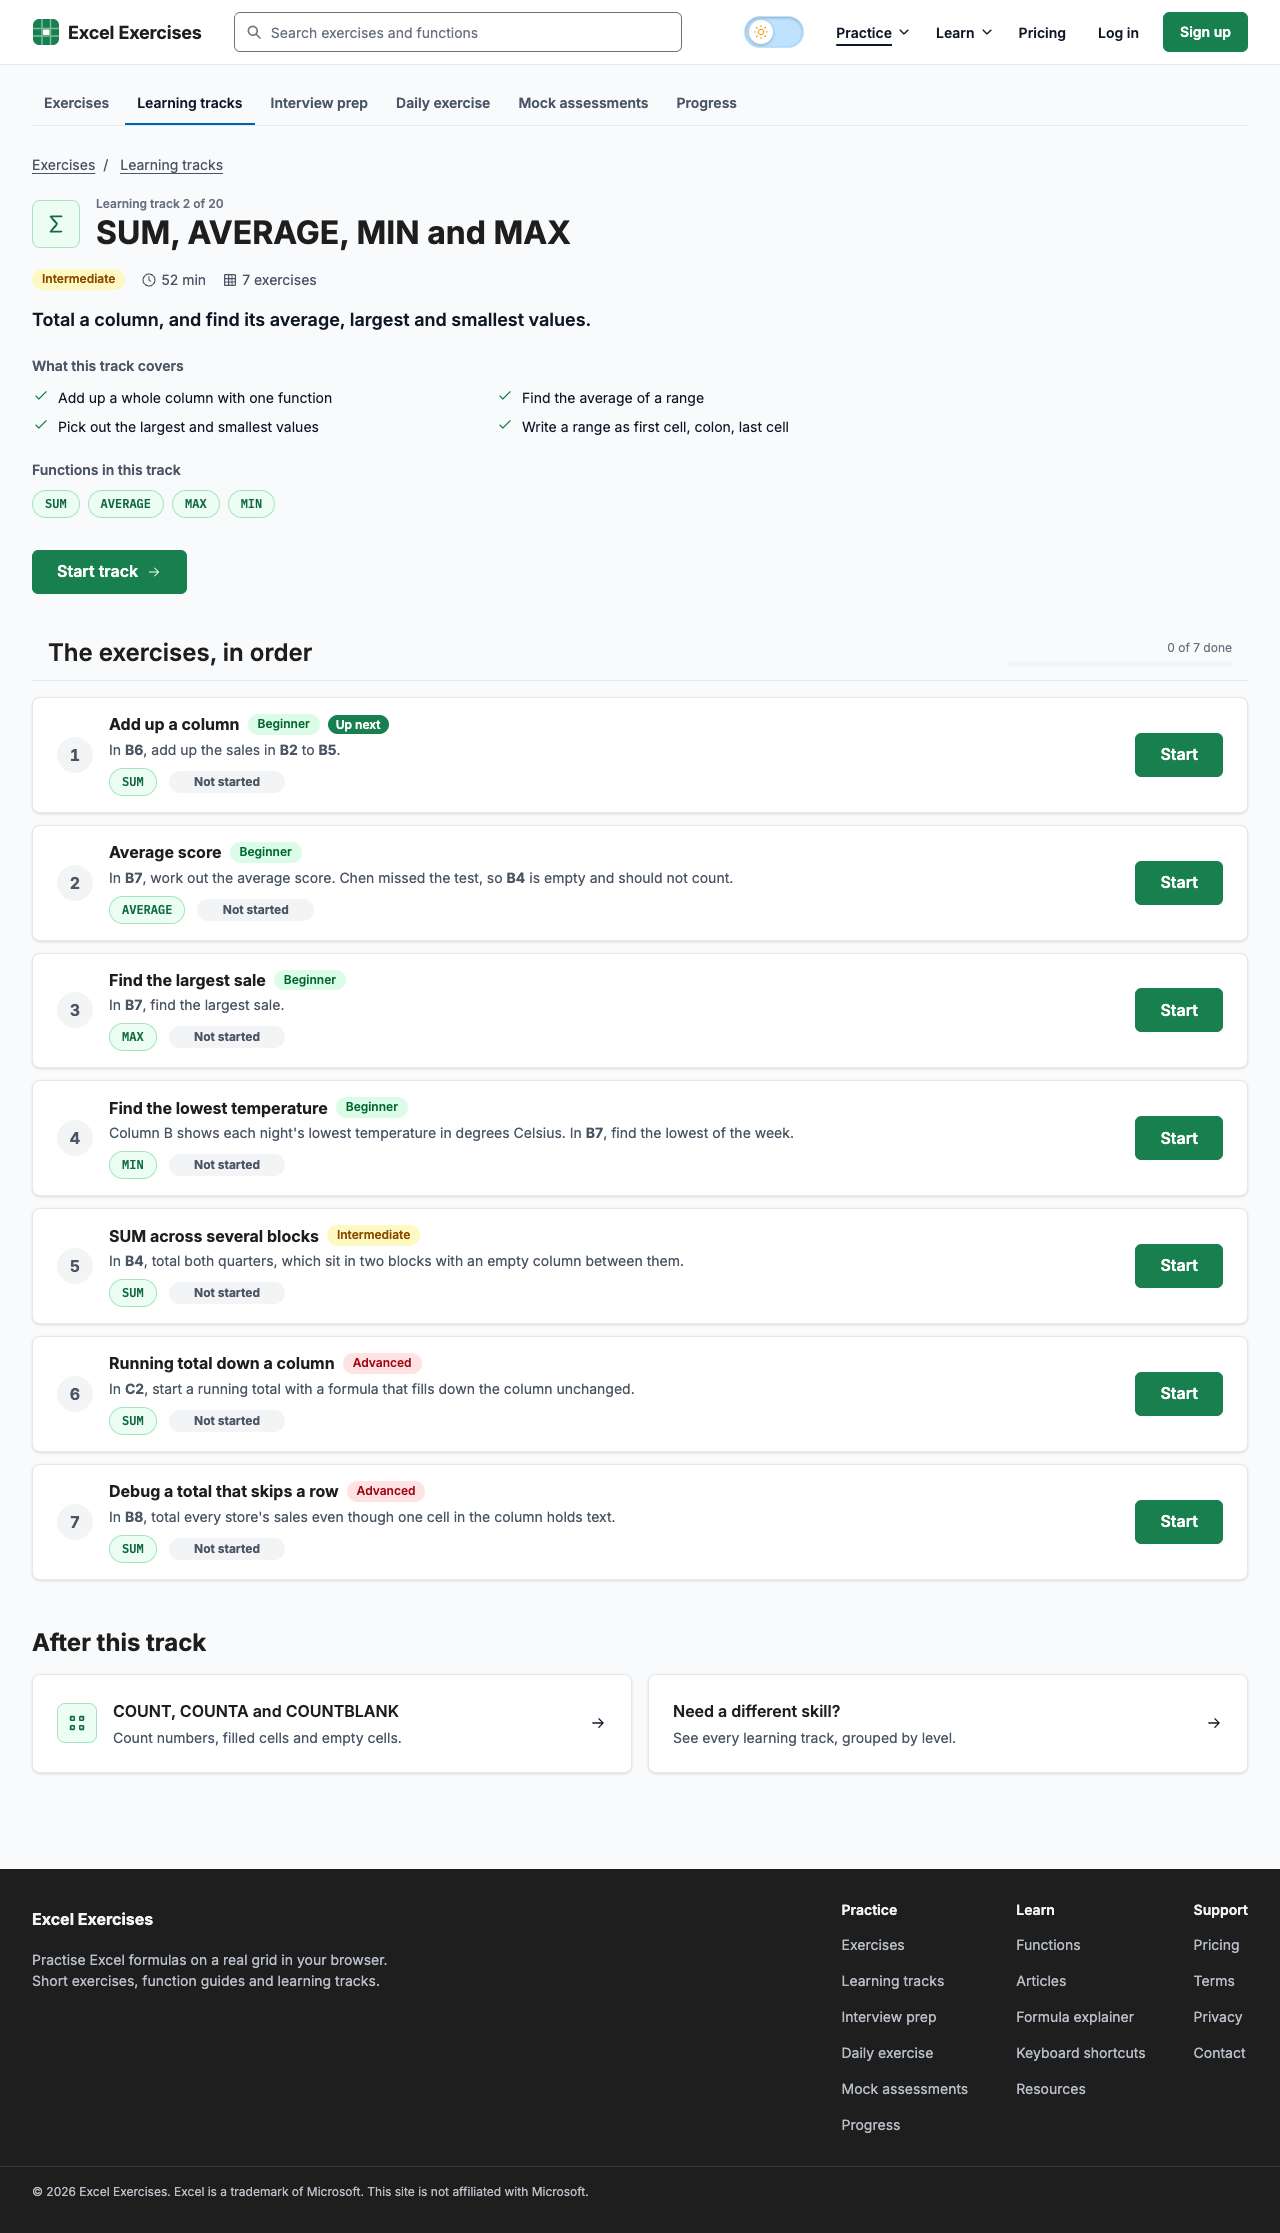 Excel Exercises
Search exercises and functions
Practice
Learn
Pricing
Log in
Sign up
Exercises
Learning tracks
Interview prep
Daily exercise
Mock assessments
Progress
Exercises / Learning tracks
Learning track 2 of 20
SUM, AVERAGE, MIN and MAX
Intermediate
52 min
7 exercises
Total a column, and find its average, largest and smallest values.
What this track covers
Add up a whole column with one function
Find the average of a range
Pick out the largest and smallest values
Write a range as first cell, colon, last cell
Functions in this track
SUM
AVERAGE
MAX
MIN
Start track →
The exercises, in order
0 of 7 done
1
Add up a column
Beginner
Up next
In B6, add up the sales in B2 to B5.
SUM
Not started
Start
2
Average score
Beginner
In B7, work out the average score. Chen missed the test, so B4 is empty and should not count.
AVERAGE
Not started
Start
3
Find the largest sale
Beginner
In B7, find the largest sale.
MAX
Not started
Start
4
Find the lowest temperature
Beginner
Column B shows each night's lowest temperature in degrees Celsius. In B7, find the lowest of the week.
MIN
Not started
Start
5
SUM across several blocks
Intermediate
In B4, total both quarters, which sit in two blocks with an empty column between them.
SUM
Not started
Start
6
Running total down a column
Advanced
In C2, start a running total with a formula that fills down the column unchanged.
SUM
Not started
Start
7
Debug a total that skips a row
Advanced
In B8, total every store's sales even though one cell in the column holds text.
SUM
Not started
Start
After this track
COUNT, COUNTA and COUNTBLANK
Count numbers, filled cells and empty cells.
→
Need a different skill?
See every learning track, grouped by level.
→
Excel Exercises
Practise Excel formulas on a real grid in your browser.
Short exercises, function guides and learning tracks.
Practice
Exercises
Learning tracks
Interview prep
Daily exercise
Mock assessments
Progress
Learn
Functions
Articles
Formula explainer
Keyboard shortcuts
Resources
Support
Pricing
Terms
Privacy
Contact
© 2026 Excel Exercises. Excel is a trademark of Microsoft. This site is not affiliated with Microsoft.